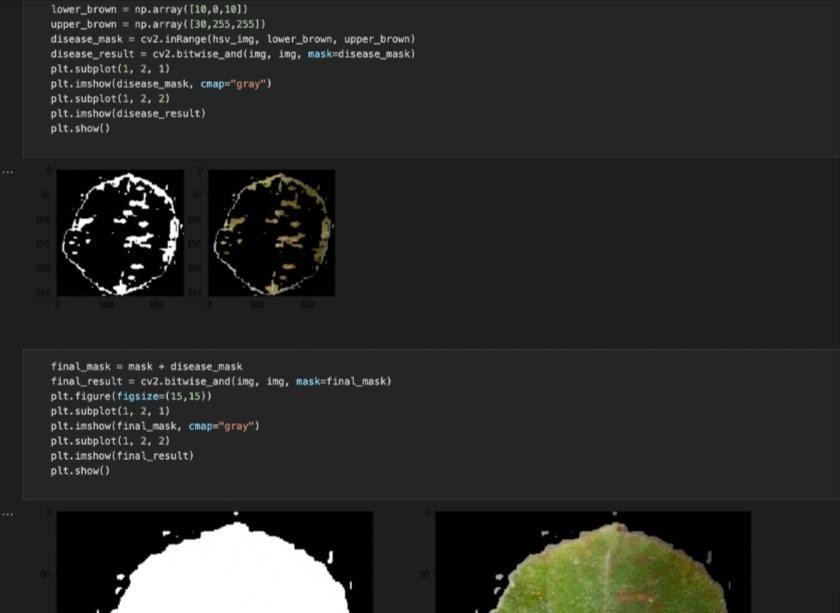 lower_brown = np.array([10,0,10])
upper_brown = np.array([30,255,255])
disease_mask = cv2.inRange(hsv_img, lower_brown, upper_brown)
disease_result = cv2.bitwise_and(img, img, mask=disease_mask)
plt.subplot(1, 2, 1)
plt.imshow(disease_mask, cmap="gray")
plt.subplot(1, 2, 2)
plt.imshow(disease_result)
plt.show()
...
0 0
50 50
100 100
150 150
200 200
250 250
0 100 200 0 100 200
final_mask = mask + disease_mask
final_result = cv2.bitwise_and(img, img, mask=final_mask)
plt.figure(figsize=(15,15))
plt.subplot(1, 2, 1)
plt.imshow(final_mask, cmap="gray")
plt.subplot(1, 2, 2)
plt.imshow(final_result)
plt.show()
...
0 0
50 50